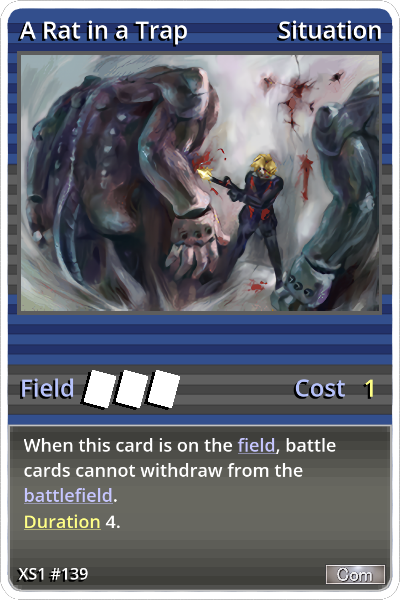 A Rat in a Trap Situation
Field Cost 1
When this card is on the field, battle
cards cannot withdraw from the
battlefield.
Duration 4.
XS1 #139 Com